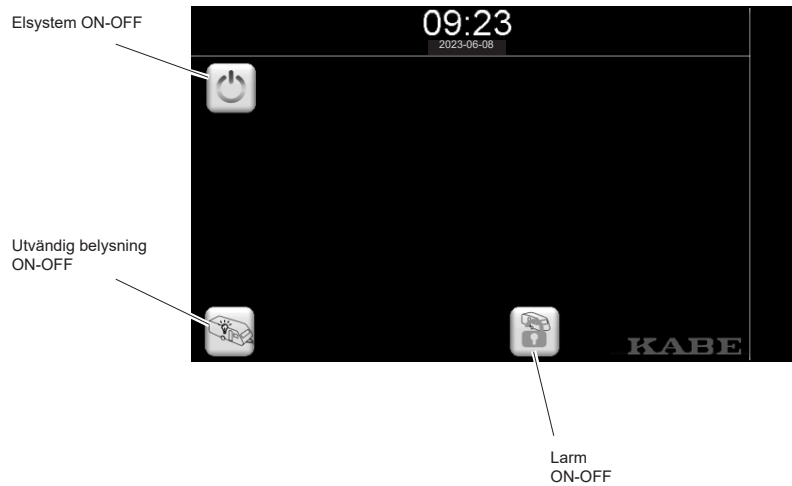 Elsystem ON-OFF
09:23
2023-06-08
Utvändig belysning
ON-OFF
KABE
Larm
ON-OFF